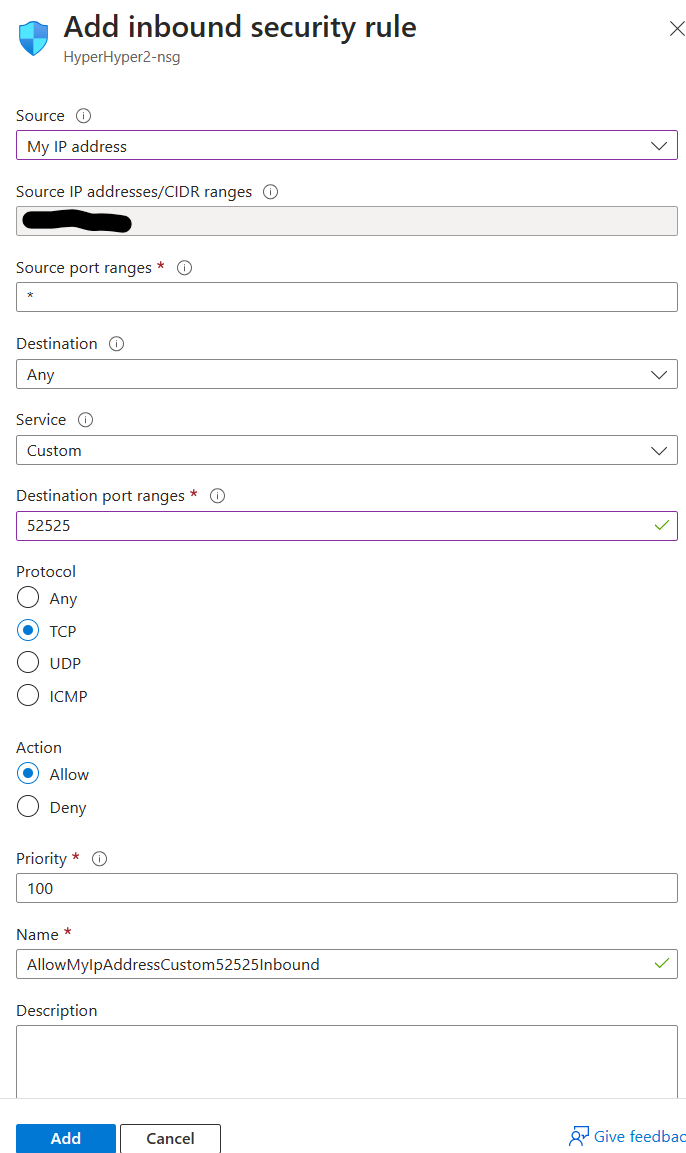 Add inbound security rule
HyperHyper2-nsg
Source
My IP address
Source IP addresses/CIDR ranges
Source port ranges *
*
Destination
Any
Service
Custom
Destination port ranges *
52525
Protocol
Any
TCP
UDP
ICMP
Action
Allow
Deny
Priority *
100
Name *
AllowMyIpAddressCustom52525Inbound
Description
Add Cancel Give feedbac